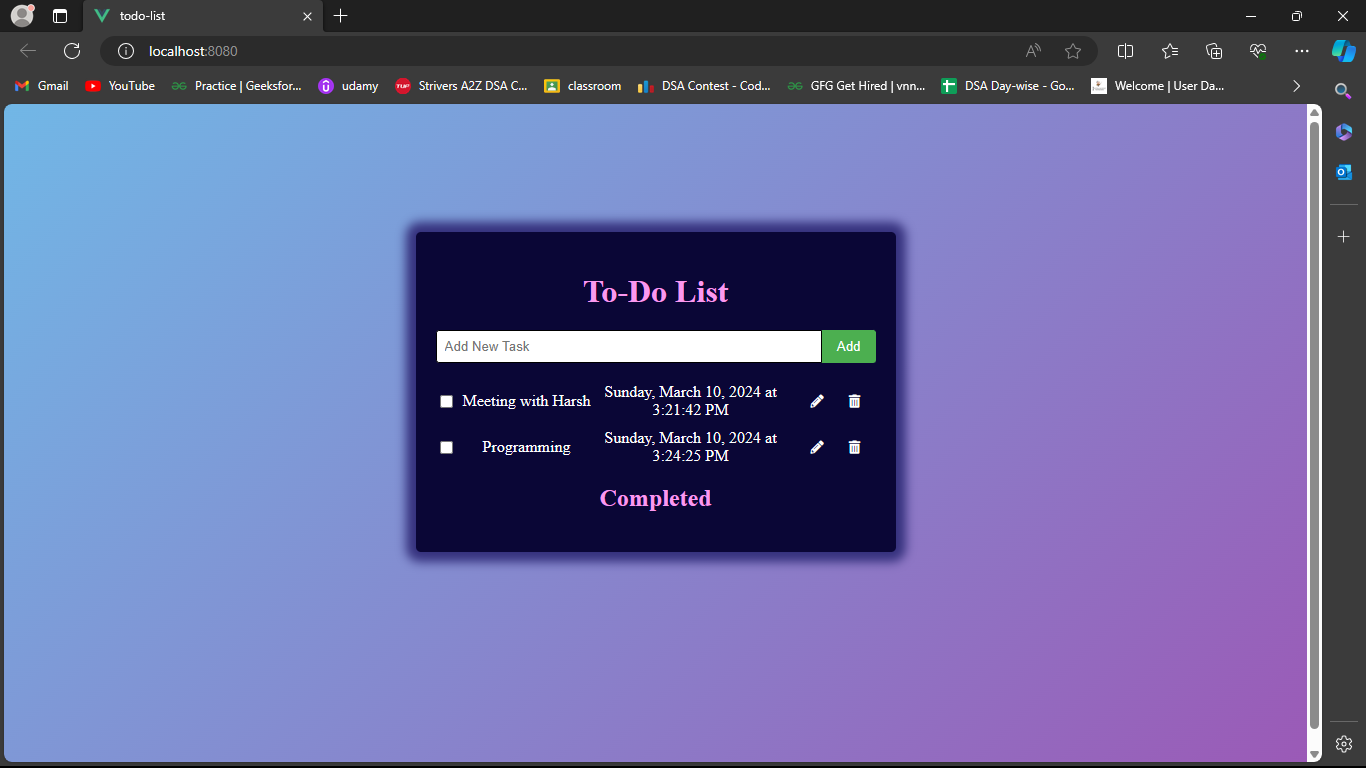 todo-list
localhost:8080
Gmail YouTube Practice | Geeksfor... udamy Strivers A2Z DSA C... classroom DSA Contest - Cod... GFG Get Hired | vnn... DSA Day-wise - Go... Welcome | User Da...
To-Do List
Add New Task Add
Meeting with Harsh Sunday, March 10, 2024 at
3:21:42 PM
Programming Sunday, March 10, 2024 at
3:24:25 PM
Completed